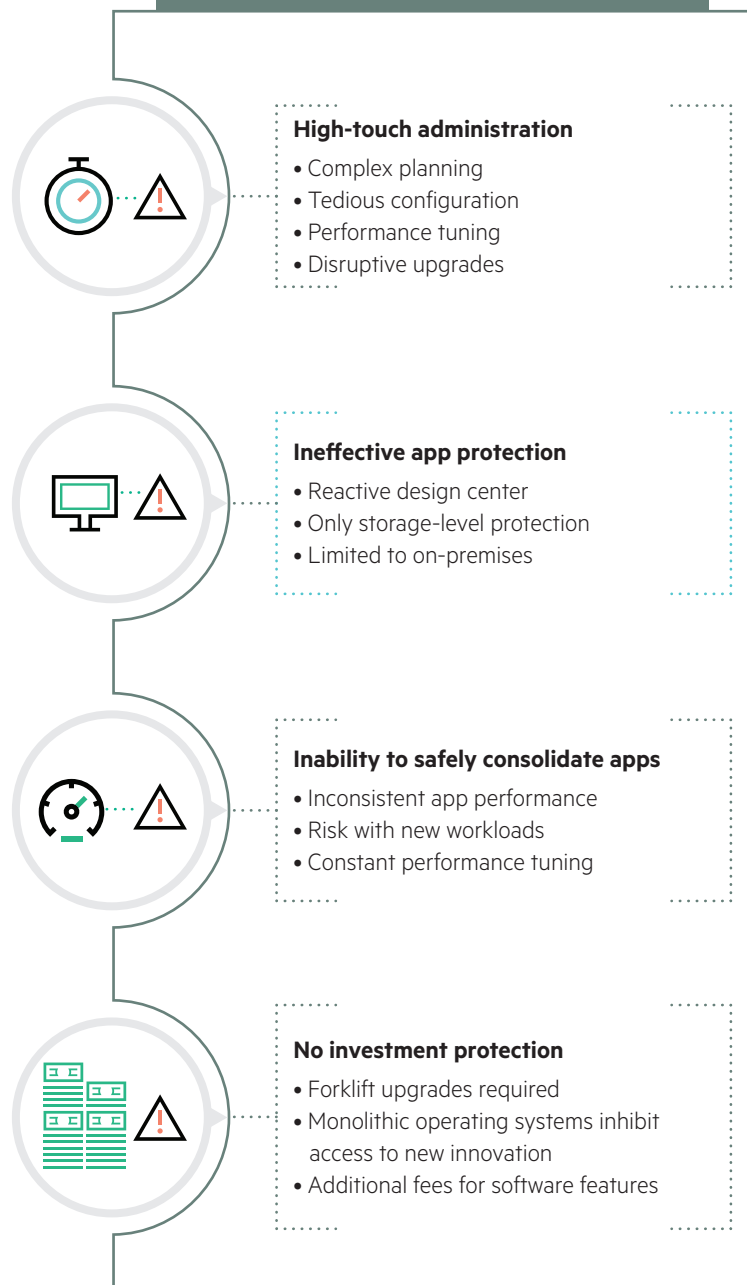 High-touch administration
• Complex planning
• Tedious configuration
• Performance tuning
• Disruptive upgrades
Ineffective app protection
• Reactive design center
• Only storage-level protection
• Limited to on-premises
Inability to safely consolidate apps
• Inconsistent app performance
• Risk with new workloads
• Constant performance tuning
No investment protection
• Forklift upgrades required
• Monolithic operating systems inhibit
access to new innovation
• Additional fees for software features